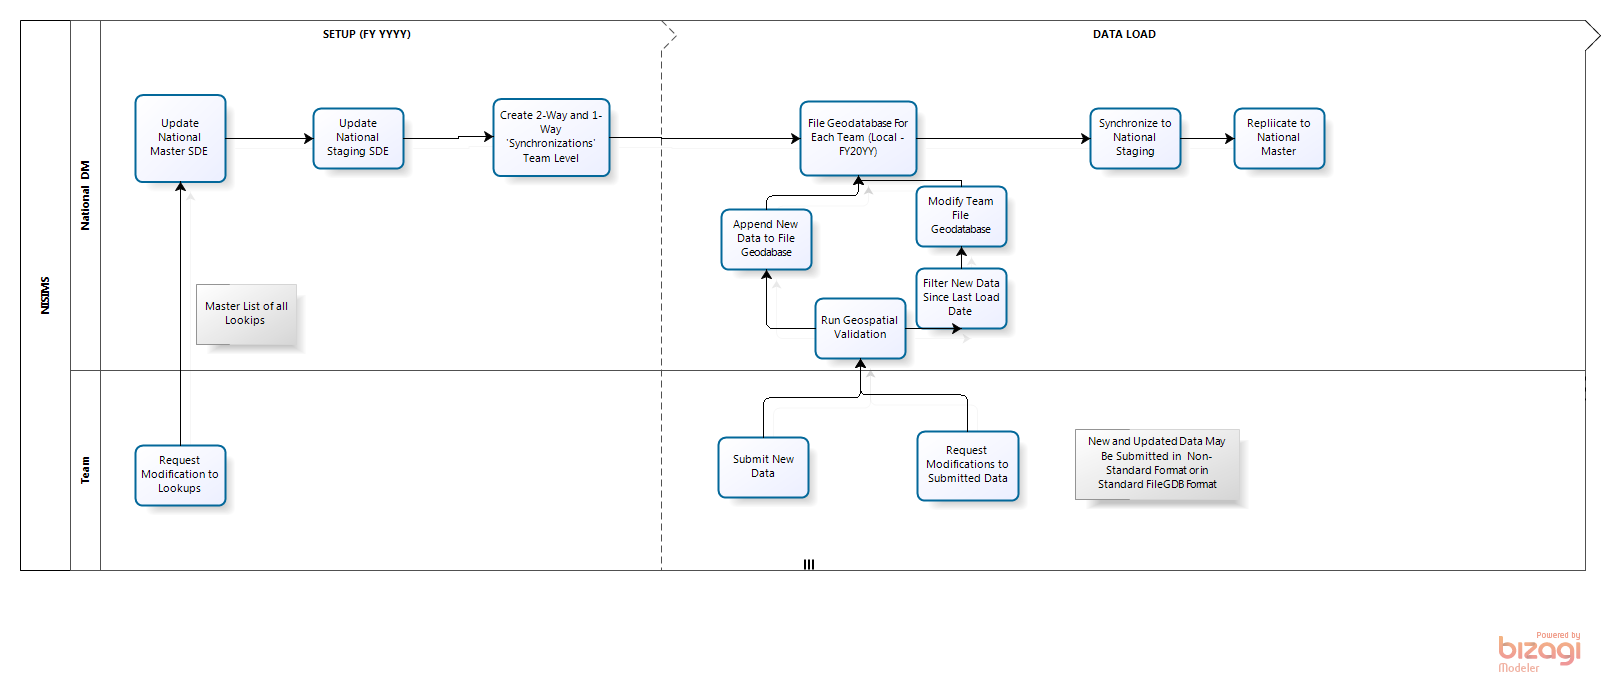 SETUP (FY YYYY)
DATA LOAD
NISIMS
National DM
Update
National
Master SDE
Update
National
Staging SDE
Create 2-Way and 1-
Way
'Synchronizations'
Team Level
File Geodatabase For
Each Team (Local -
FY20YY)
Synchronize to
National
Staging
Repliicate to
National
Master
Append New
Data to File
Geodabase
Modify Team
File
Geodatabase
Filter New Data
Since Last Load
Date
Run Geospatial
Validation
Master List of all
Lookips
Team
Request
Modification to
Lookups
Submit New
Data
Request
Modifications to
Submitted Data
New and Updated Data May
Be Submitted in Non-
Standard Format or in
Standard FileGDB Format
Powered by
bizagi
Modeler